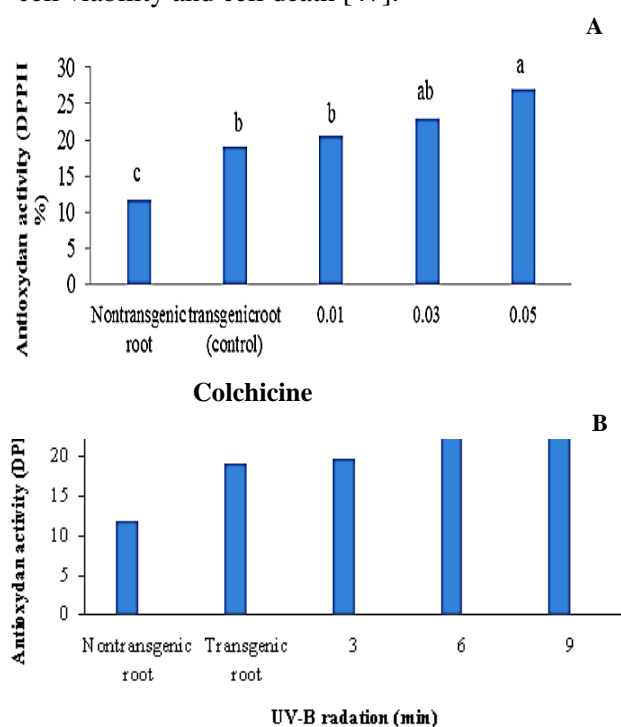 cell viability and cell death [47].
A
Antioxydan activity (DPPH %)
30
25
20
15
10
5
0
c
b
b
ab
a
Nontransgenic root
transgenicroot (control)
0.01
0.03
0.05
Colchicine
B
Antioxydan activity (DP
20
15
10
5
0
Nontransgenic root
Transgenic root
3
6
9
UV-B radation (min)